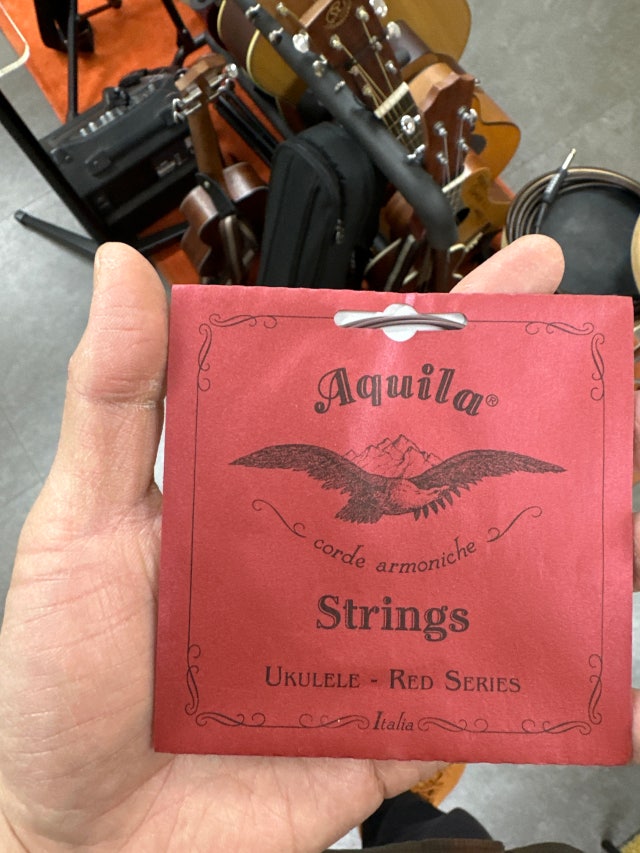 Aquila®
corde armoniche
Strings
UKULELE - RED SERIES
Italia